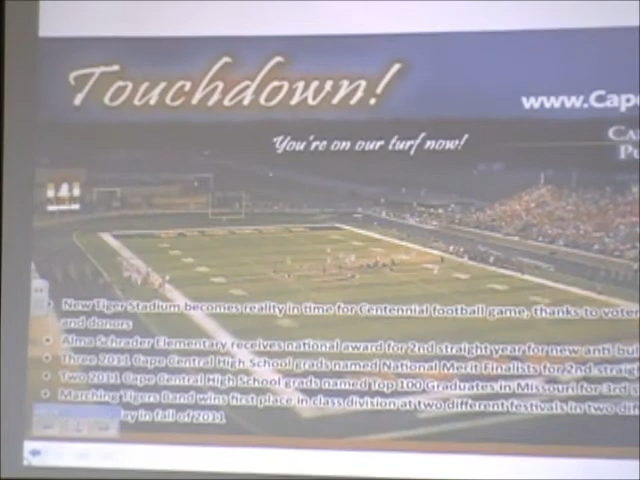 Touchdown!
www.Cap
You're on our turf now!
• New Tiger Stadium becomes reality in time for Centennial football game, thanks to voter
and donors
• Alma Schrader Elementary receives national award for 2nd straight year for new anti bu
• Three 2011 Cape Central High School grads named National Merit Finalists for 2nd straig
• Two 2011 Cape Central High School grads named Top 100 Graduates in Missouri for 3rd
• Marching Tigers Band wins first place in class division at two different festivals in two di
ay in fall of 2011